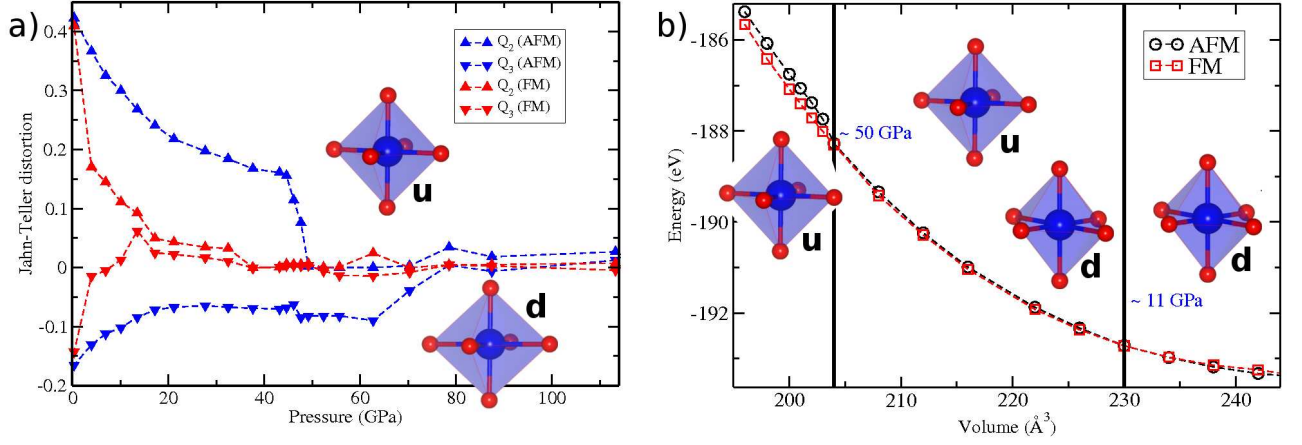 a)
0.4
0.3
0.2
0.1
0
-0.1
-0.2
Jahn-Teller distortion
Q2 (AFM)
Q3 (AFM)
Q2 (FM)
Q3 (FM)
u
d
0 20 40 60 80 100
Pressure (GPa)
b)
-186
-188
-190
-192
Energy (eV)
AFM
FM
~ 50 GPa
u
u
d
d
~ 11 GPa
200 210 220 230 240
Volume (Å3)